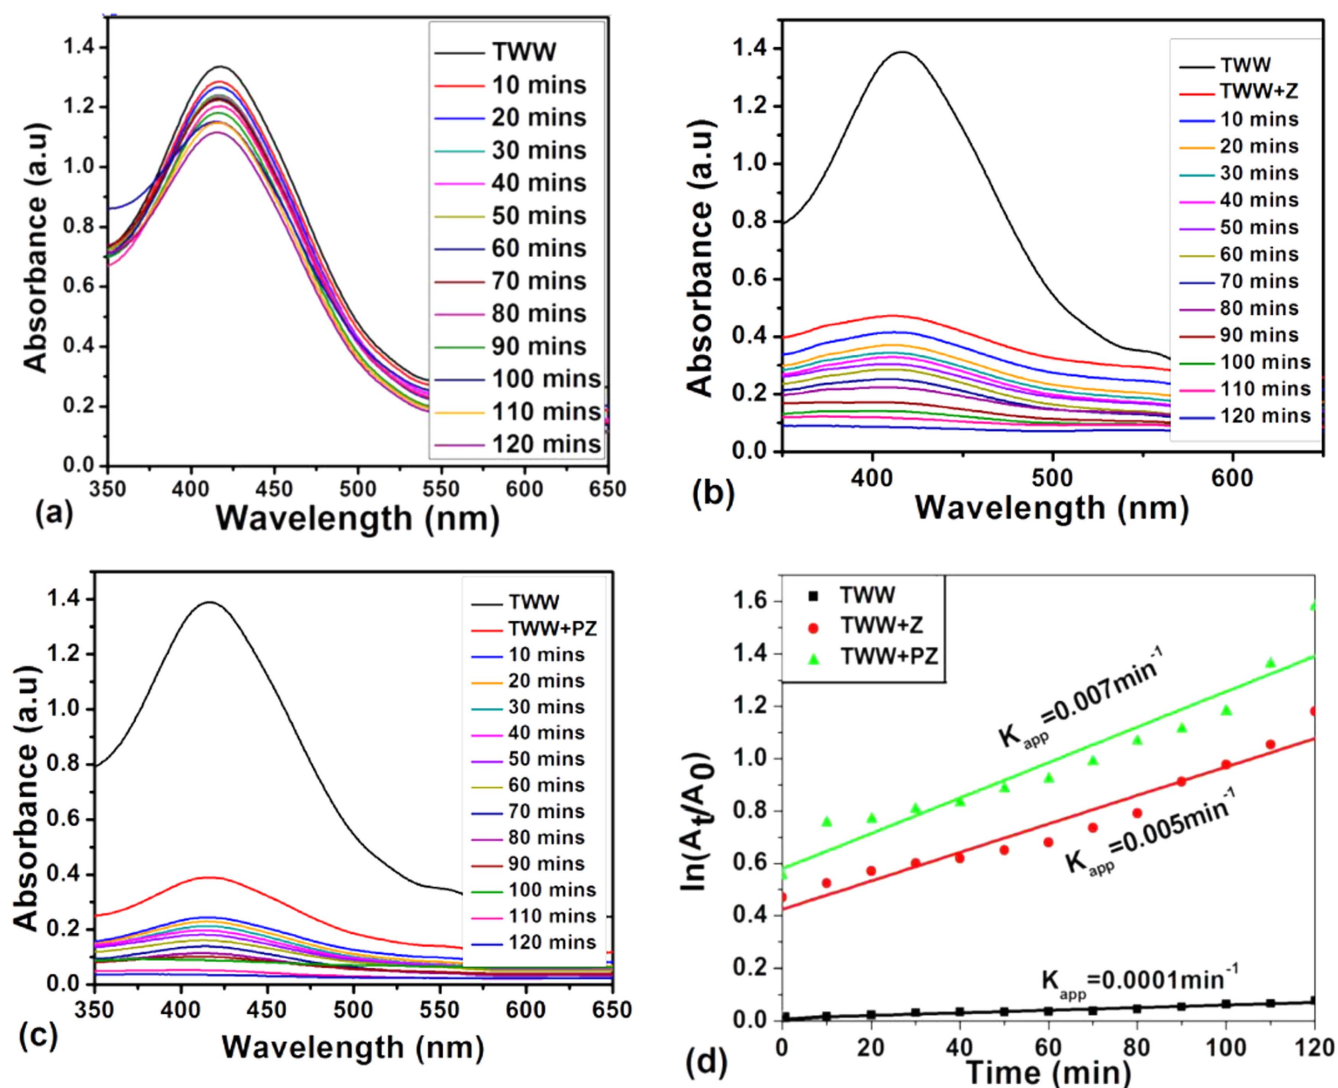 1.4
1.2
1.0
0.8
0.6
0.4
0.2
0.0
Absorbance (a.u)
350 400 450 500 550 600 650
Wavelength (nm)
(a)
TWW
10 mins
20 mins
30 mins
40 mins
50 mins
60 mins
70 mins
80 mins
90 mins
100 mins
110 mins
120 mins
1.4
1.2
1.0
0.8
0.6
0.4
0.2
0.0
Absorbance (a.u)
400 500 600
Wavelength (nm)
(b)
TWW
TWW+Z
10 mins
20 mins
30 mins
40 mins
50 mins
60 mins
70 mins
80 mins
90 mins
100 mins
110 mins
120 mins
1.4
1.2
1.0
0.8
0.6
0.4
0.2
0.0
Absorbance (a.u)
350 400 450 500 550 600 650
Wavelength (nm)
(c)
TWW
TWW+PZ
10 mins
20 mins
30 mins
40 mins
50 mins
60 mins
70 mins
80 mins
90 mins
100 mins
110 mins
120 mins
1.6
1.4
1.2
1.0
0.8
0.6
0.4
0.2
0.0
ln(At/A0)
0 20 40 60 80 100 120
Time (min)
(d)
TWW
TWW+Z
TWW+PZ
Kapp=0.007min-1
Kapp=0.005min-1
Kapp=0.0001min-1